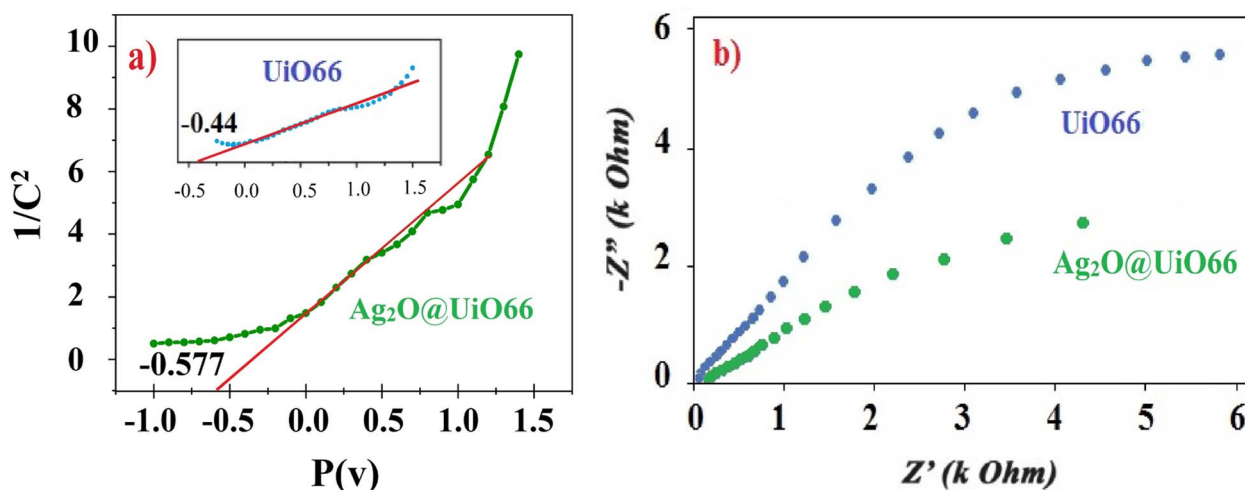 a)
1/C²
10
8
6
4
2
0
-1.0 -0.5 0.0 0.5 1.0 1.5
P(v)
UiO66
-0.44
-0.5 0.0 0.5 1.0 1.5
Ag₂O@UiO66
-0.577
b)
-Z” (k Ohm)
6
4
2
0
0 1 2 3 4 5 6
Z’ (k Ohm)
UiO66
Ag₂O@UiO66